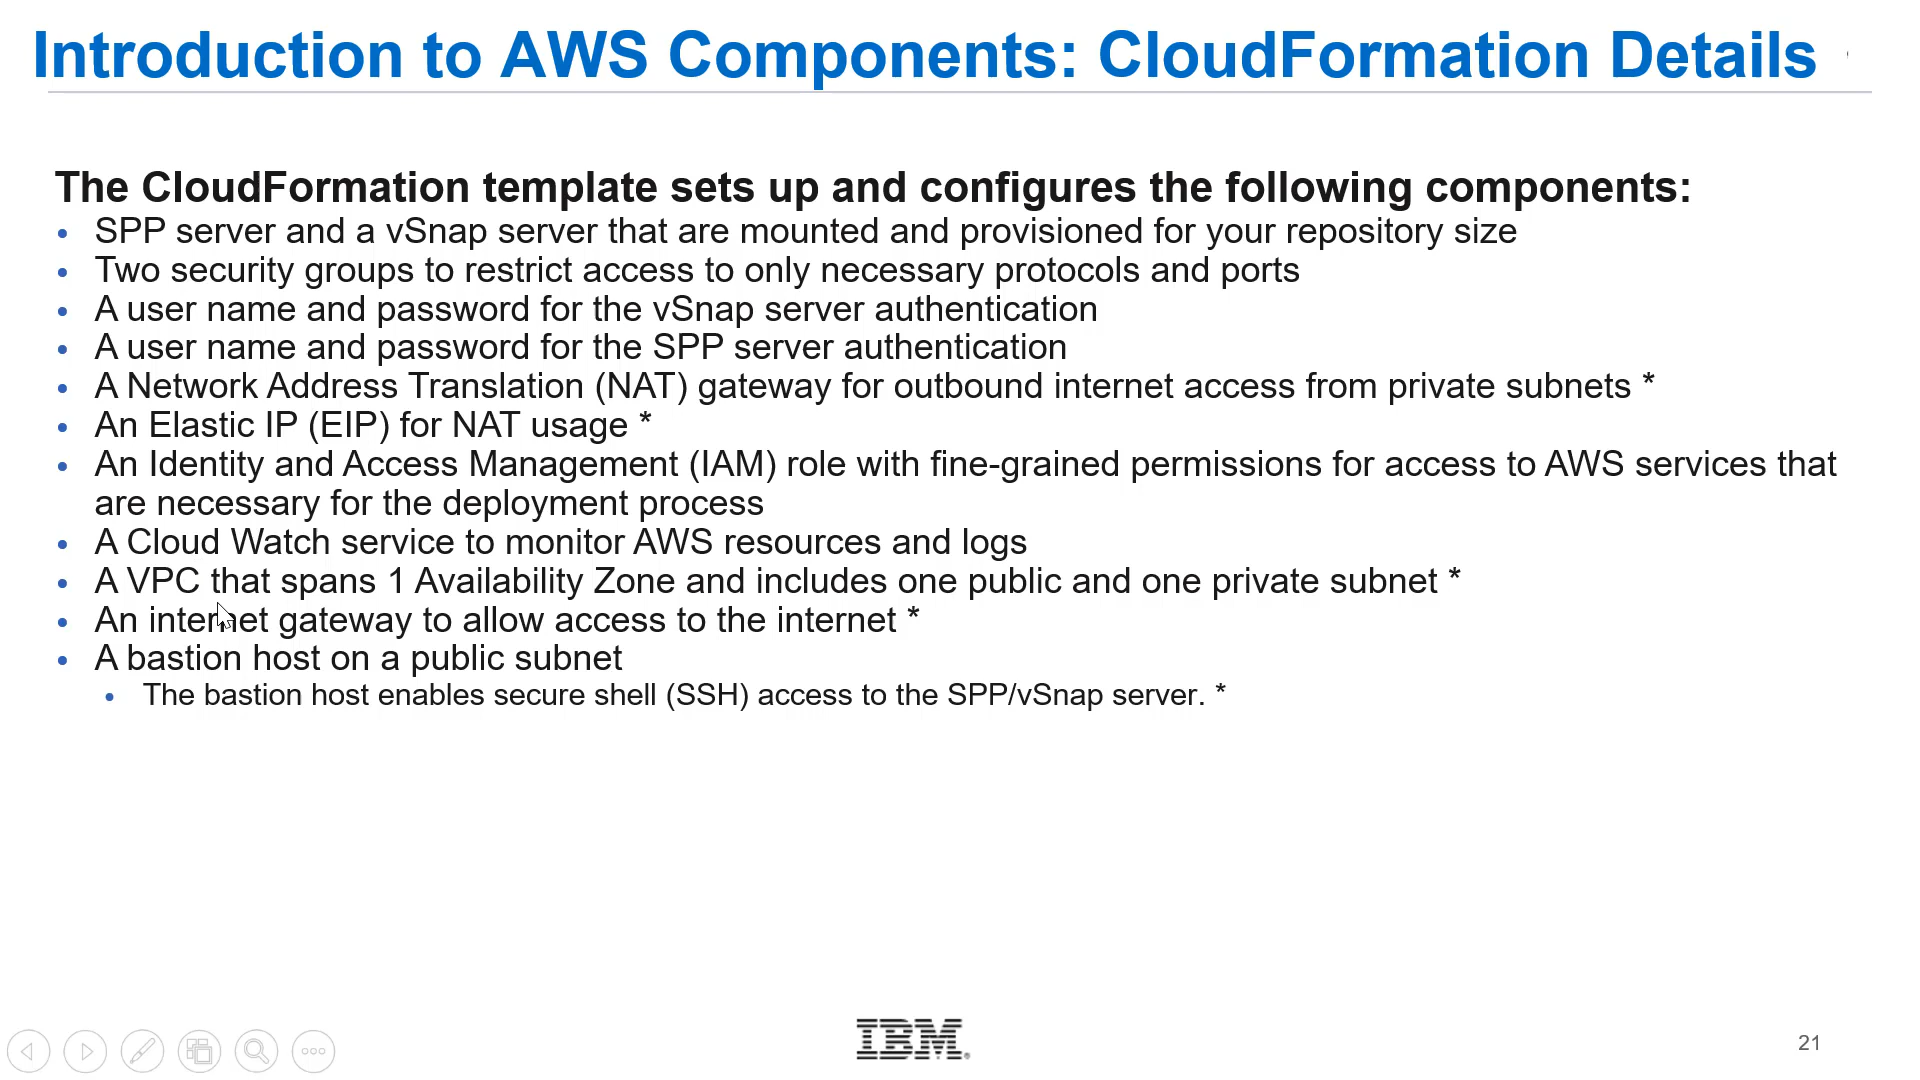 Introduction to AWS Components: CloudFormation Details
The CloudFormation template sets up and configures the following components:
• SPP server and a vSnap server that are mounted and provisioned for your repository size
• Two security groups to restrict access to only necessary protocols and ports
• A user name and password for the vSnap server authentication
• A user name and password for the SPP server authentication
• A Network Address Translation (NAT) gateway for outbound internet access from private subnets *
• An Elastic IP (EIP) for NAT usage *
• An Identity and Access Management (IAM) role with fine-grained permissions for access to AWS services that
are necessary for the deployment process
• A Cloud Watch service to monitor AWS resources and logs
• A VPC that spans 1 Availability Zone and includes one public and one private subnet *
• An internet gateway to allow access to the internet *
• A bastion host on a public subnet
• The bastion host enables secure shell (SSH) access to the SPP/vSnap server. *
IBM®
21